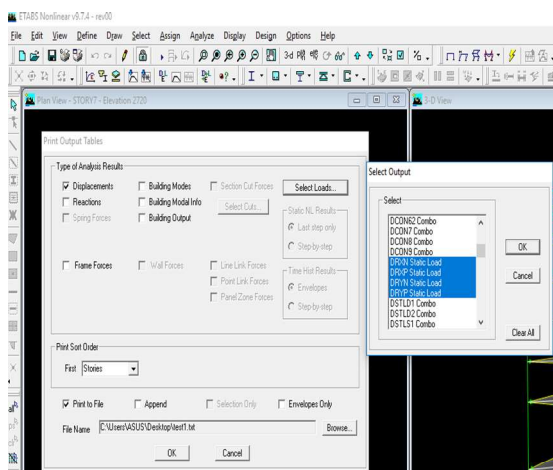 ETABS Nonlinear v9.7.4 - rev00
File Edit View Define Draw Select Assign Analyze Display Design Options Help
3-d
Plan View - STORY7 - Elevation 2720
3-D View
Print Output Tables
Type of Analysis Results
Displacements Building Modes Section Cut Forces Select Loads...
Reactions Building Modal Info Select Cuts...
Spring Forces Building Output
Static NL Results
Last step only
Step-by-step
Frame Forces Wall Forces Line Link Forces
Point Link Forces
Panel Zone Forces
Time Hist Results
Envelopes
Step-by-step
Print Sort Order
First Stories
Print to File Append Selection Only Envelopes Only
File Name C:\Users\ASUS\Desktop\test1.txt Browse...
OK Cancel
Select Output
Select
DCON62 Combo
DCON7 Combo
DCON8 Combo
DCON9 Combo
DRXN Static Load
DRXP Static Load
DRYN Static Load
DRYP Static Load
DSTLD1 Combo
DSTLD2 Combo
DSTLS1 Combo
OK
Cancel
Clear All